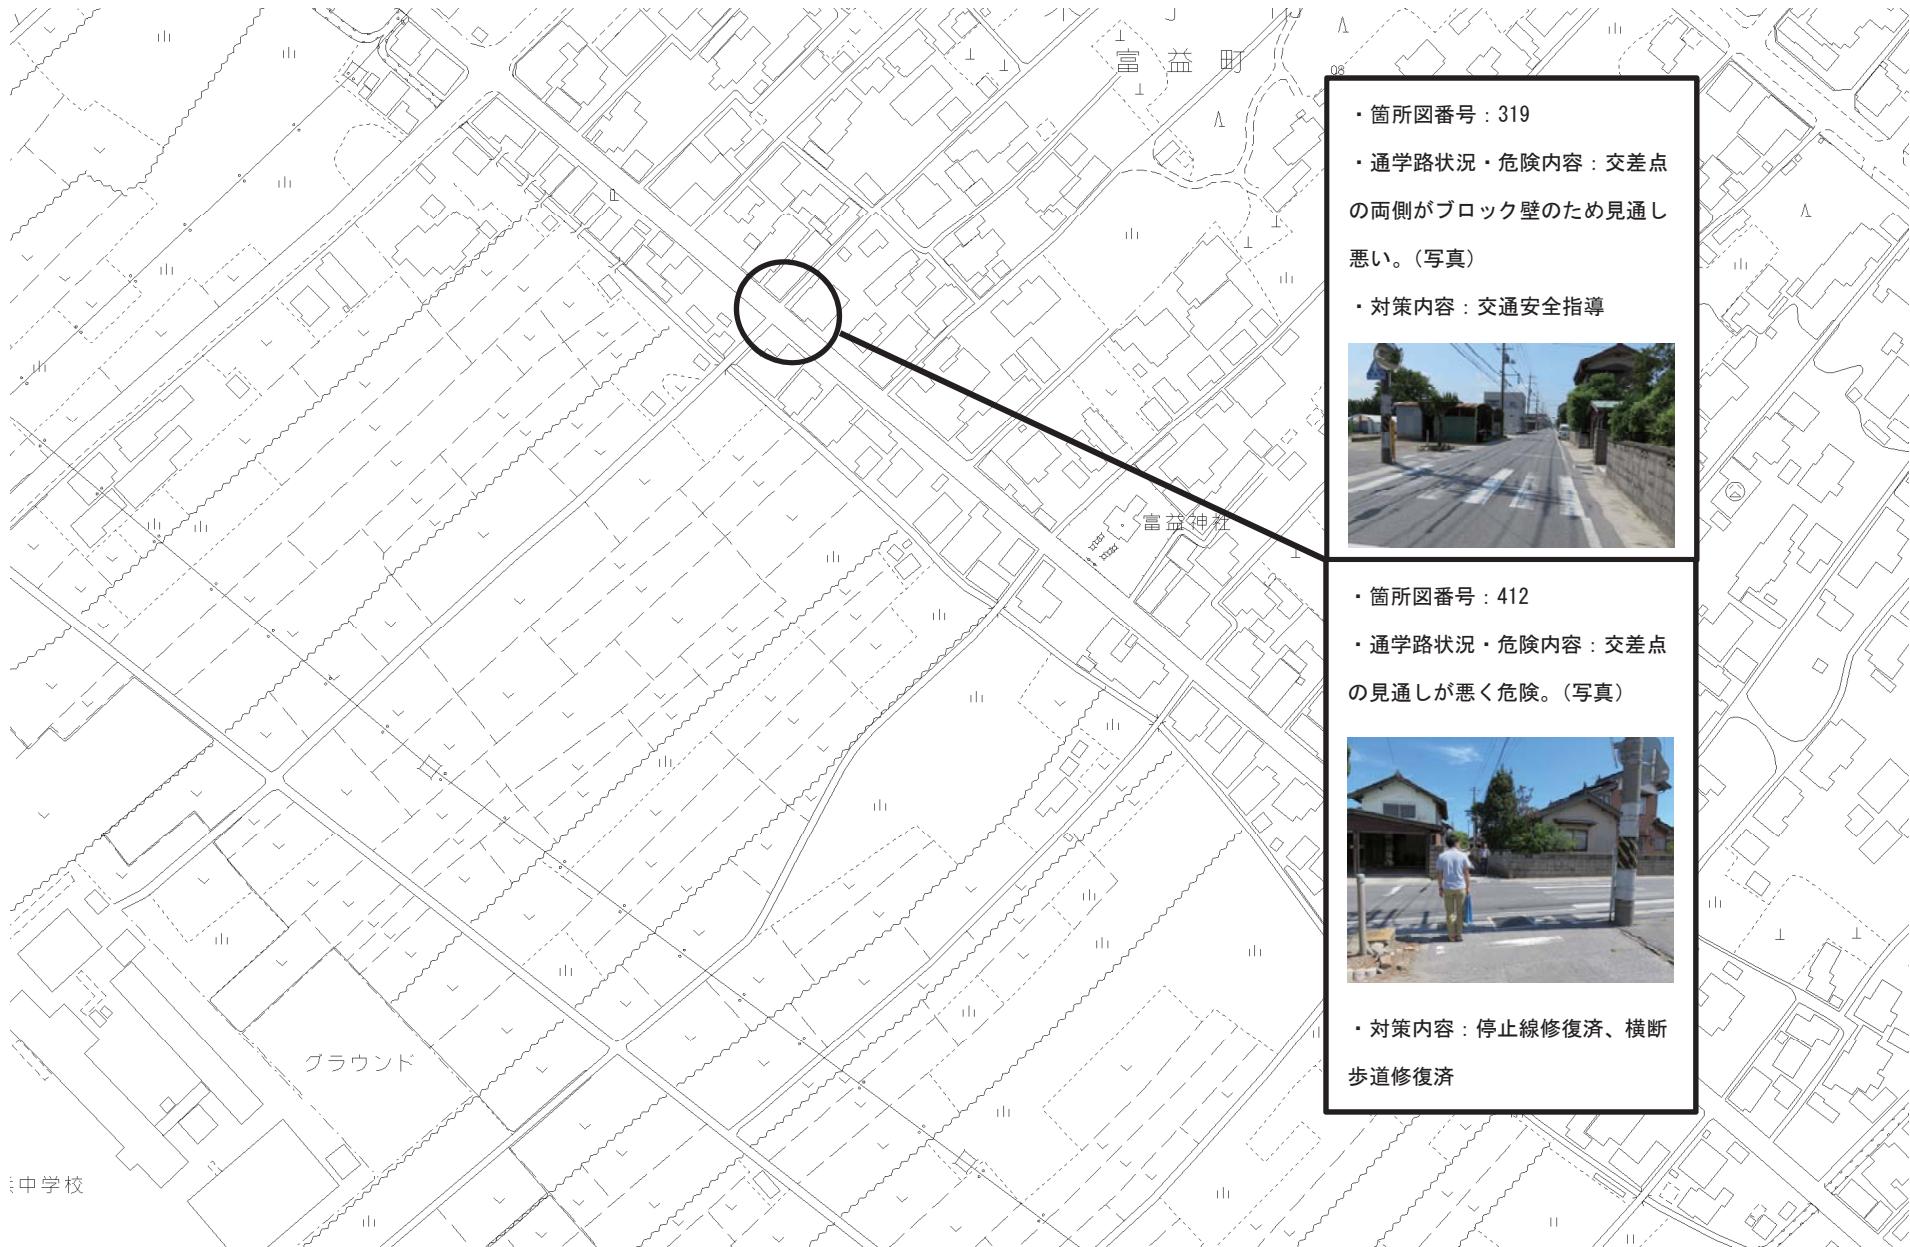 富益町
・箇所図番号：319
・通学路状況・危険内容：交差点
の両側がブロック壁のため見通し
悪い。（写真）
・対策内容：交通安全指導
富益神社
・箇所図番号：412
・通学路状況・危険内容：交差点
の見通しが悪く危険。（写真）
・対策内容：停止線修復済、横断
歩道修復済
グラウンド
中学校